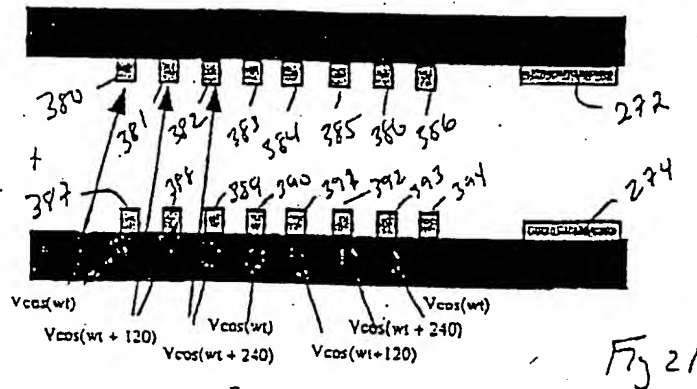 380
381
382
383
384
385
386
386
272
+
387
388
389
390
397
392
393
394
274
Vcos(wt)
Vcos(wt + 120)
Vcos(wt + 240)
Vcos(wt)
Vcos(wt+120)
Vcos(wt + 240)
Vcos(wt)
Fig 21